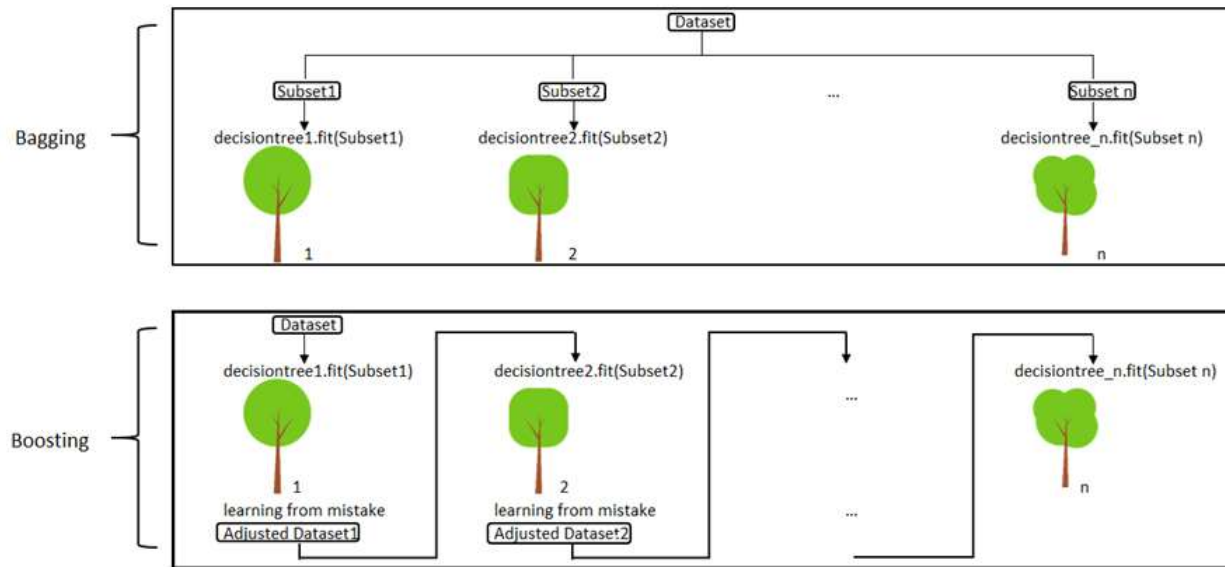 Dataset
Subset1 Subset2 ... Subset n
Bagging
decisiontree1.fit(Subset1) decisiontree2.fit(Subset2) decisiontree_n.fit(Subset n)
1 2 n
Dataset
decisiontree1.fit(Subset1) decisiontree2.fit(Subset2) decisiontree_n.fit(Subset n)
...
Boosting
1 2 n
learning from mistake learning from mistake ...
Adjusted Dataset1 Adjusted Dataset2